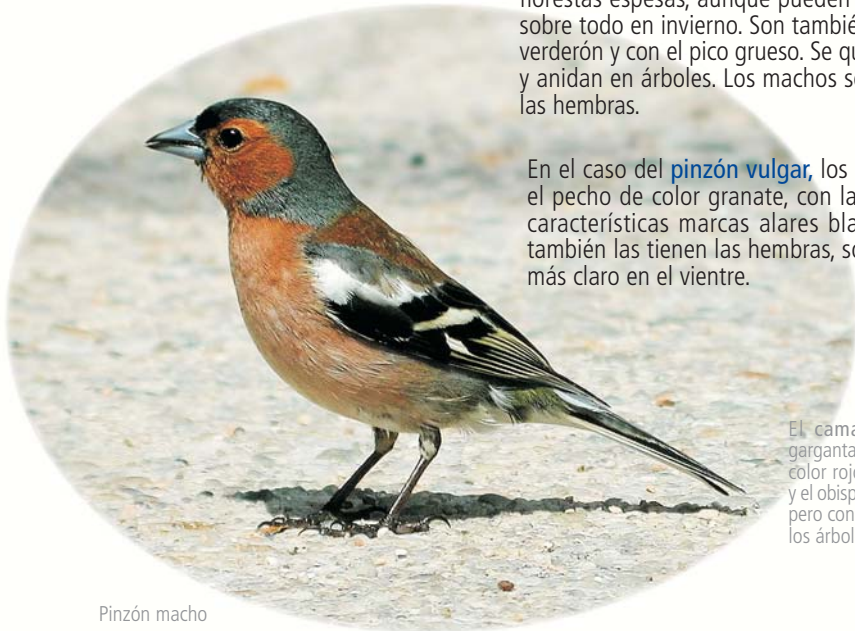 florestas espesas, aunque pueden
sobre todo en invierno. Son también
verderón y con el pico grueso. Se
y anidan en árboles. Los machos
las hembras.
En el caso del pinzón vulgar, los
el pecho de color granate, con
características marcas alares
también las tienen las hembras,
más claro en el vientre.
El
garganta
color rojo
y el
pero con
los
Pinzón macho